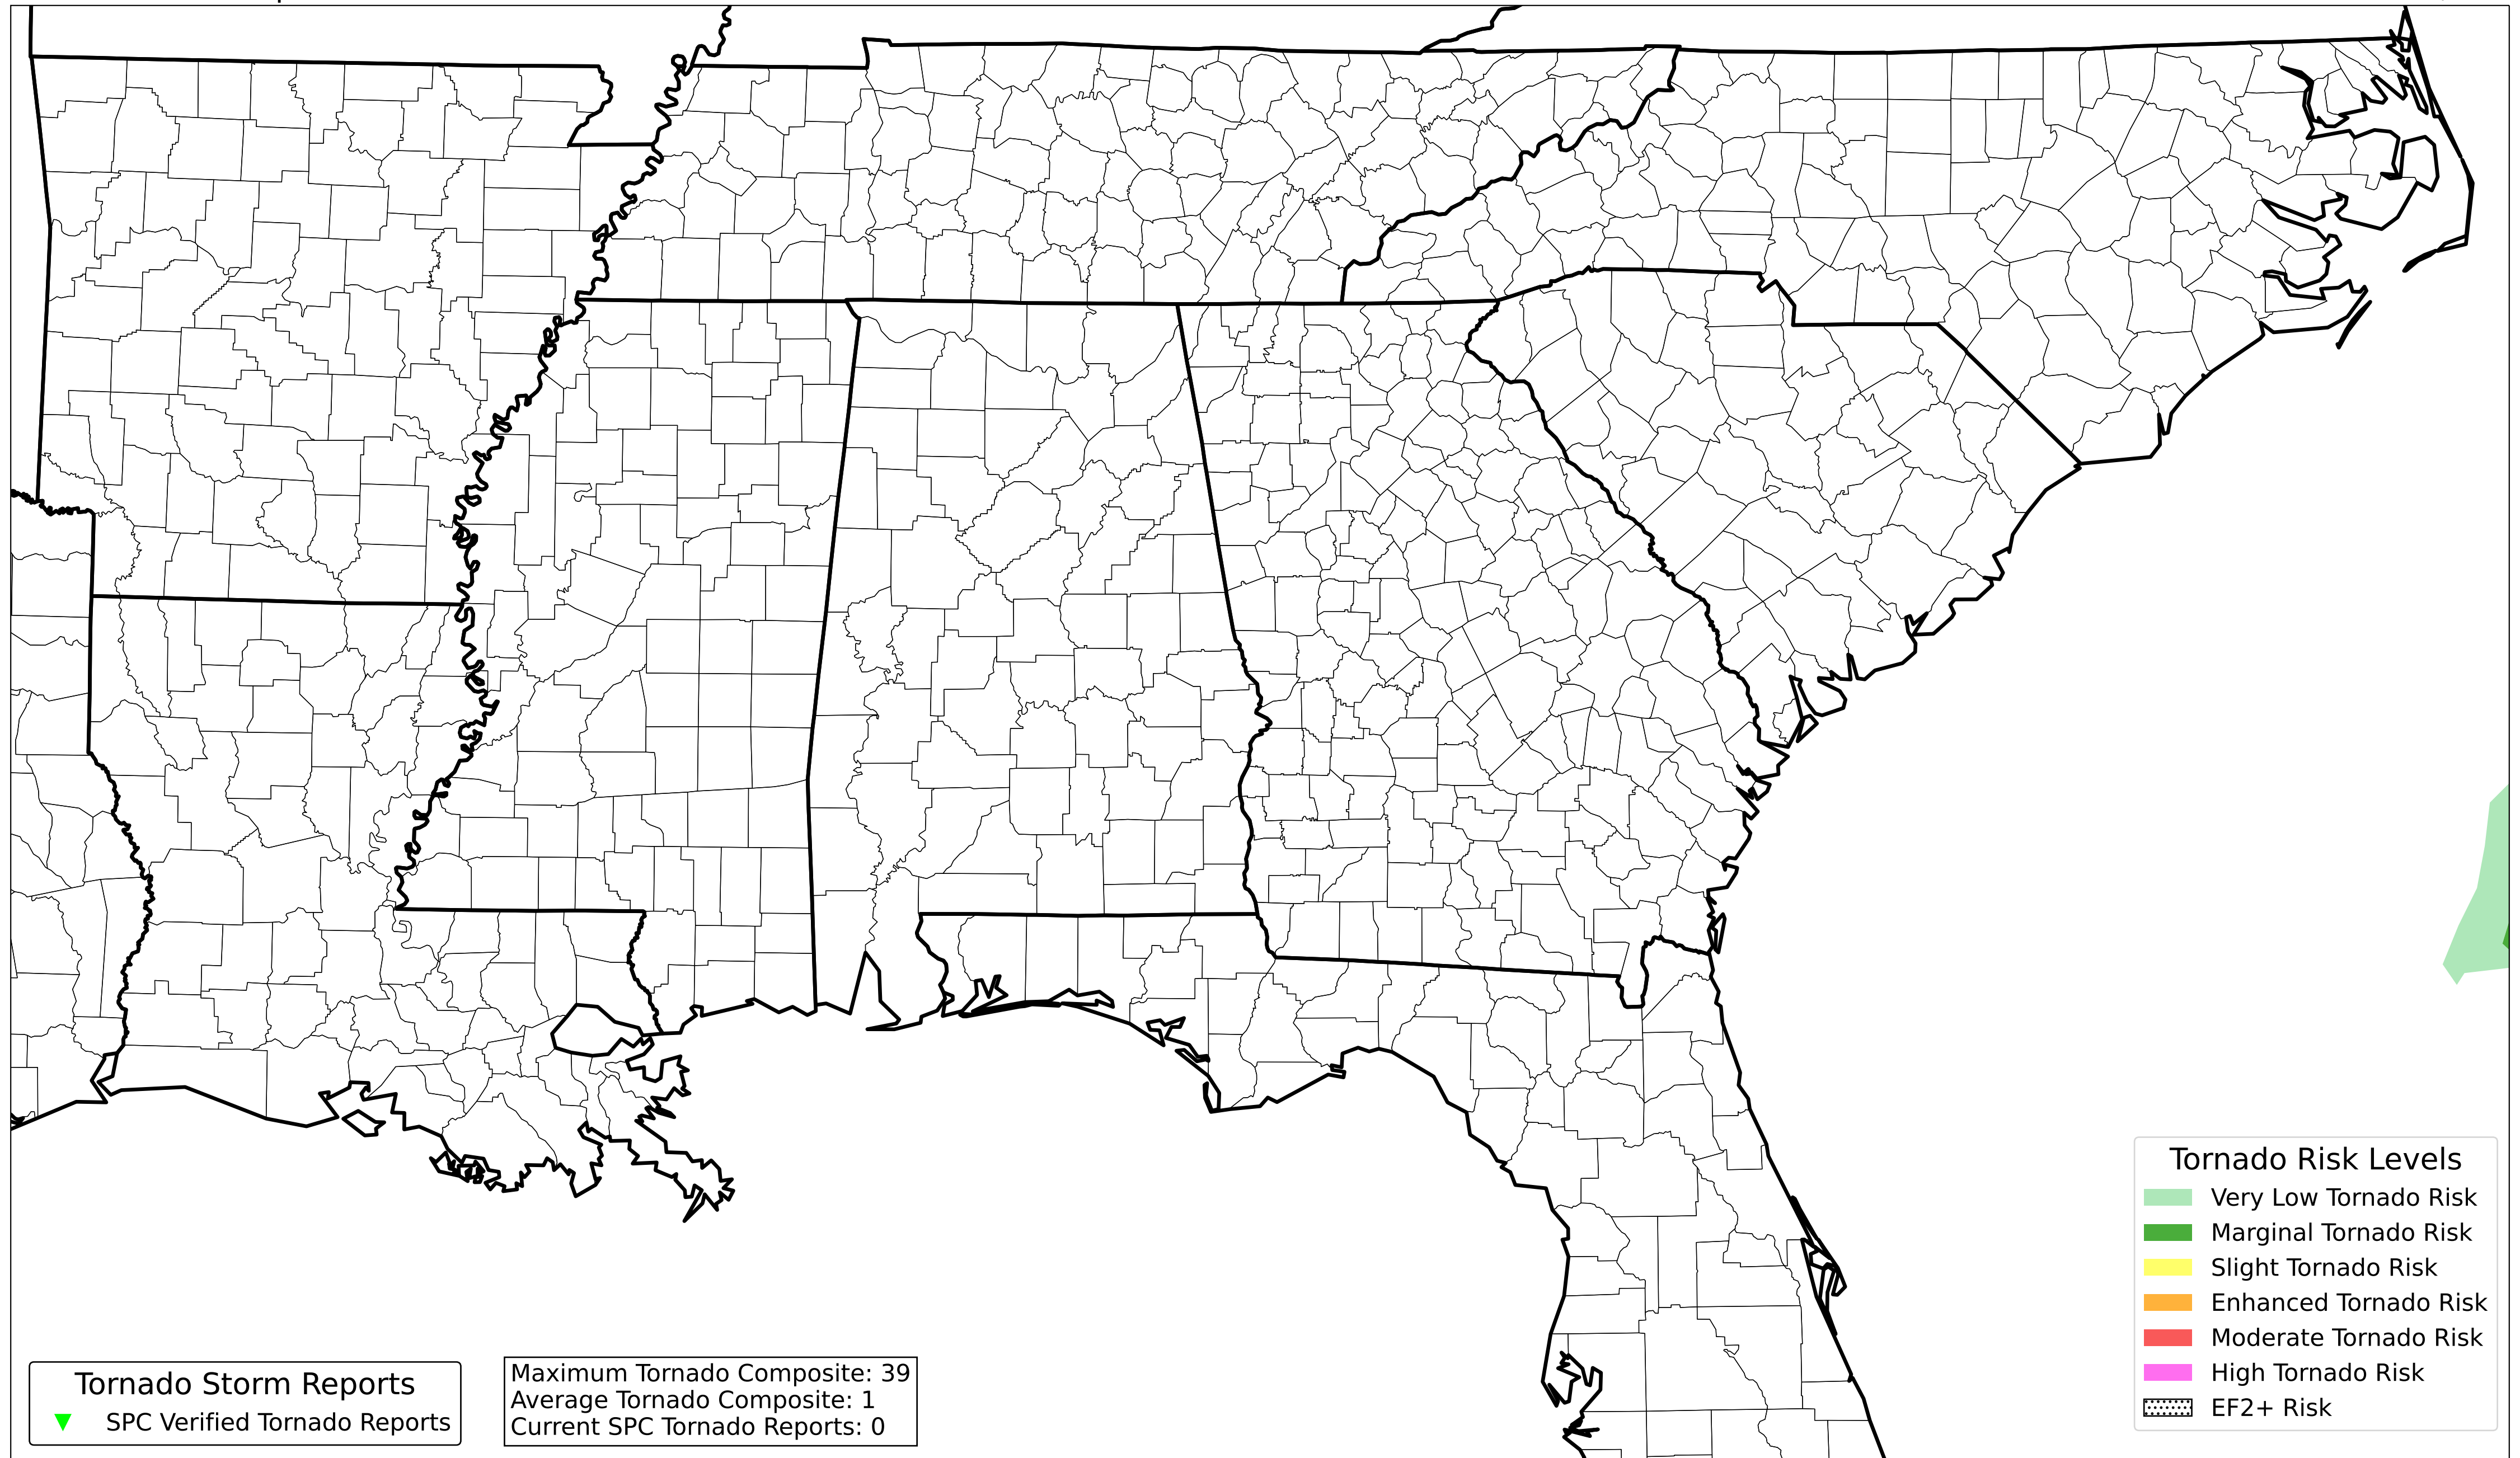 Tornado Risk Levels
Very Low Tornado Risk
Marginal Tornado Risk
Slight Tornado Risk
Enhanced Tornado Risk
Moderate Tornado Risk
High Tornado Risk
EF2+ Risk
Tornado Storm Reports
SPC Verified Tornado Reports
Maximum Tornado Composite: 39
Average Tornado Composite: 1
Current SPC Tornado Reports: 0